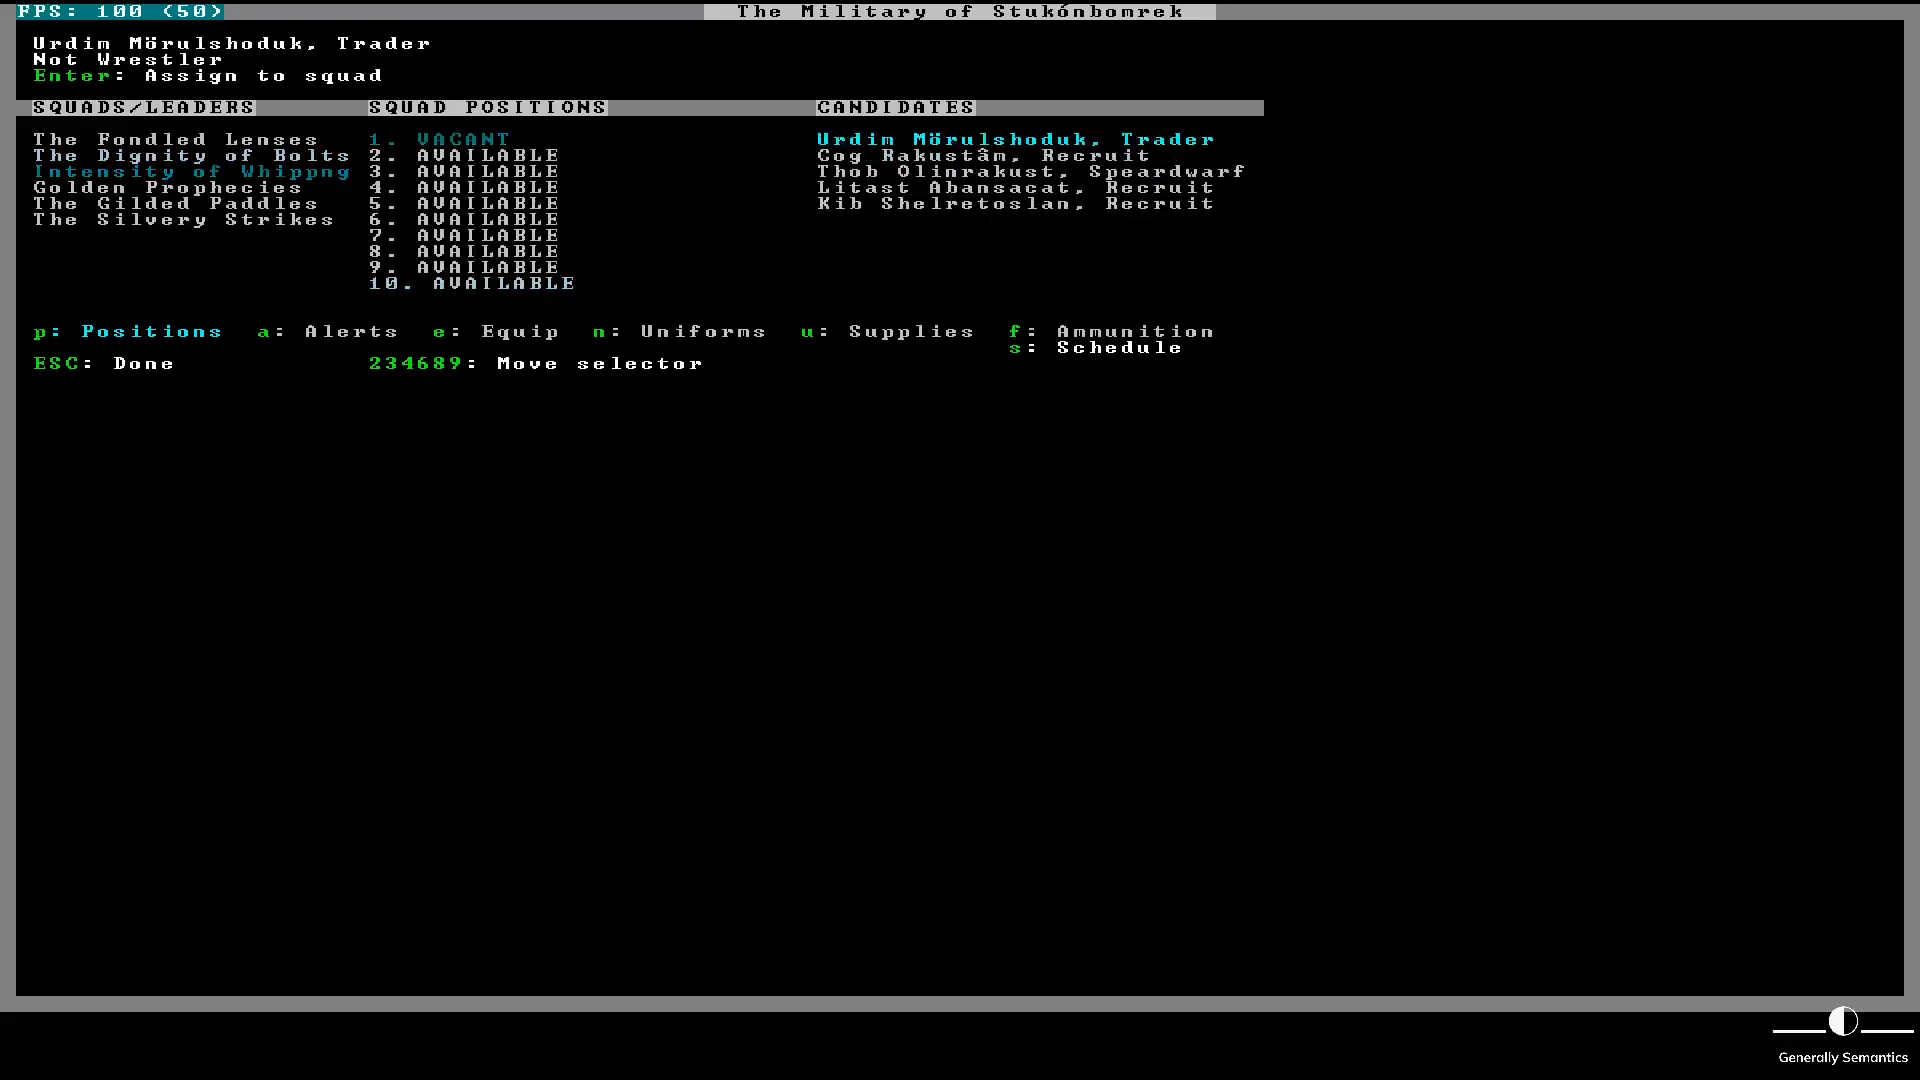 FPS: 100 (50)
The Military of Stukónbomrek
Urdim Mörulshoduk, Trader
Not Wrestler
Enter: Assign to squad
SQUADS/LEADERS SQUAD POSITIONS CANDIDATES
The Fondled Lenses 1. VACANT Urdim Mörulshoduk, Trader
The Dignity of Bolts 2. AVAILABLE Cog Rakustâm, Recruit
Intensity of Whippng 3. AVAILABLE Thob Olinrakust, Speardwarf
Golden Prophecies 4. AVAILABLE Litast Abansacat, Recruit
The Gilded Paddles 5. AVAILABLE Kib Shelretoslan, Recruit
The Silvery Strikes 6. AVAILABLE
7. AVAILABLE
8. AVAILABLE
9. AVAILABLE
10. AVAILABLE
p: Positions a: Alerts e: Equip n: Uniforms u: Supplies f: Ammunition
s: Schedule
ESC: Done 234689: Move selector
Generally Semantics